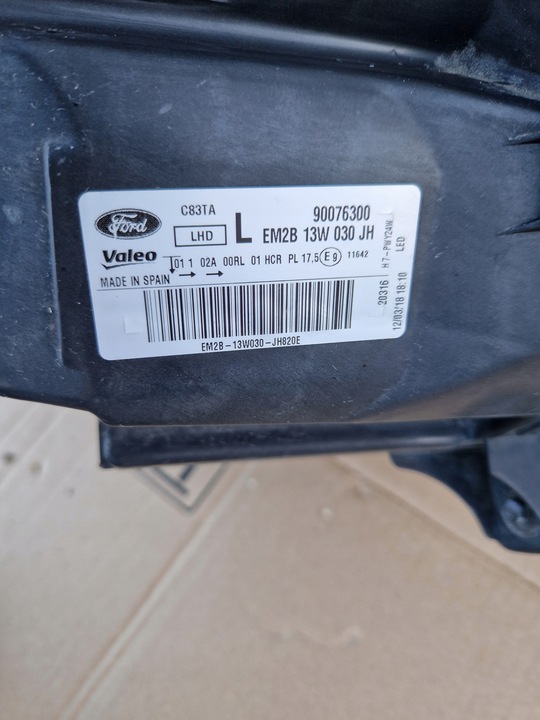 C83TA
Ford
LHD
L
90076300
EM2B 13W 030 JH
Valeo
01 1 02A 00RL 01 HCR PL 17,5 E9 11642
MADE IN SPAIN
EM2B-13W030-JH820E
20316 H7-PWY24W
12/03/18 18:10 LED